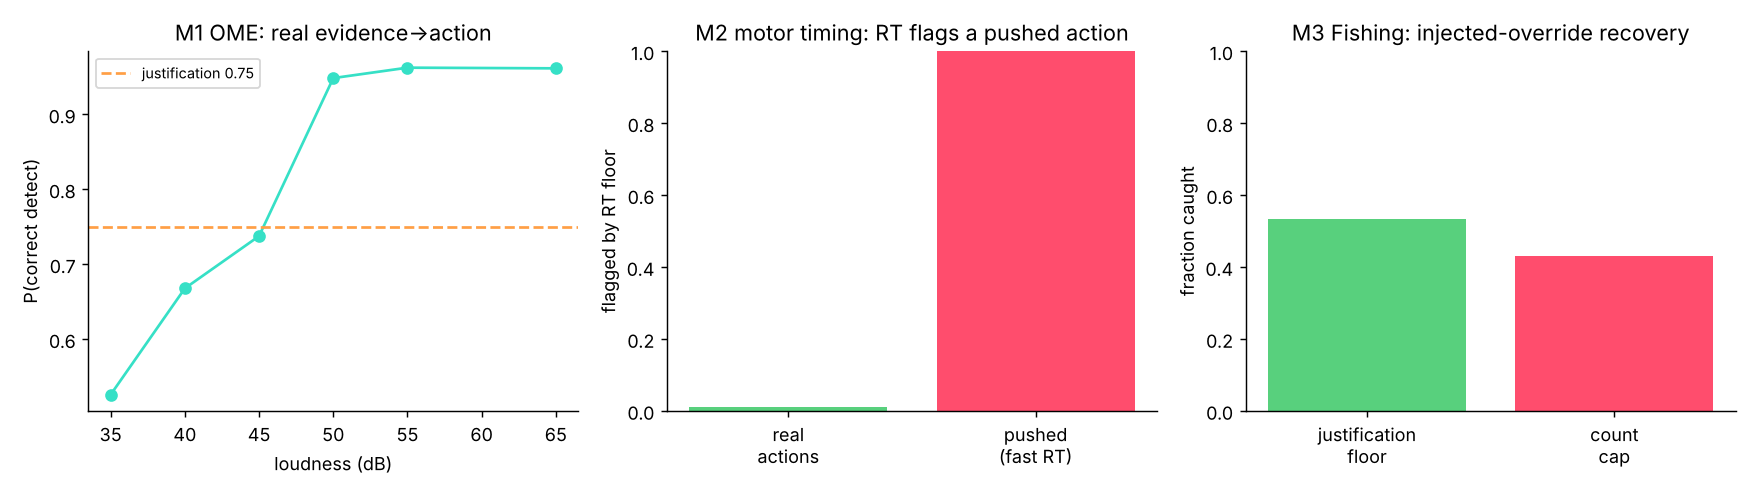 M1 OME: real evidence→action
justification 0.75
P(correct detect)
0.9
0.8
0.7
0.6
35 40 45 50 55 60 65
loudness (dB)
M2 motor timing: RT flags a pushed action
flagged by RT floor
1.0
0.8
0.6
0.4
0.2
0.0
real
actions
pushed
(fast RT)
M3 Fishing: injected-override recovery
fraction caught
1.0
0.8
0.6
0.4
0.2
0.0
justification
floor
count
cap